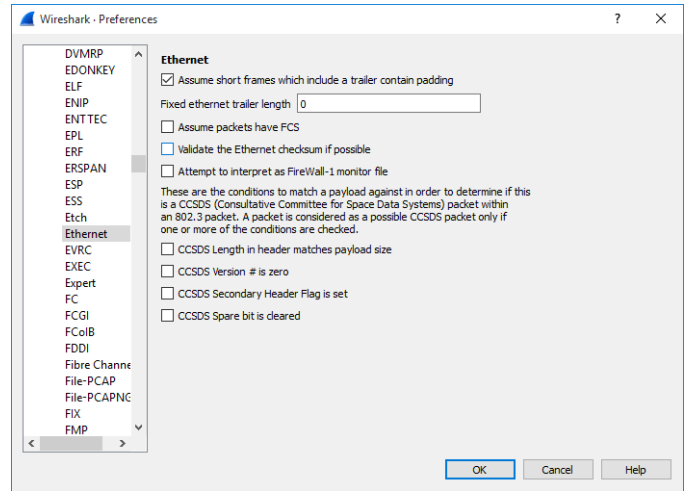 Wireshark · Preferences
?
DVMRP
EDONKEY
ELF
ENIP
ENTTEC
EPL
ERF
ERSPAN
ESP
ESS
Etch
Ethernet
EVRC
EXEC
Expert
FC
FCGI
FCoIB
FDDI
Fibre Channe
File-PCAP
File-PCAPNG
FIX
FMP
Ethernet
Assume short frames which include a trailer contain padding
Fixed ethernet trailer length 0
Assume packets have FCS
Validate the Ethernet checksum if possible
Attempt to interpret as FireWall-1 monitor file
These are the conditions to match a payload against in order to determine if this
is a CCSDS (Consultative Committee for Space Data Systems) packet within
an 802.3 packet. A packet is considered as a possible CCSDS packet only if
one or more of the conditions are checked.
CCSDS Length in header matches payload size
CCSDS Version # is zero
CCSDS Secondary Header Flag is set
CCSDS Spare bit is cleared
OK Cancel Help